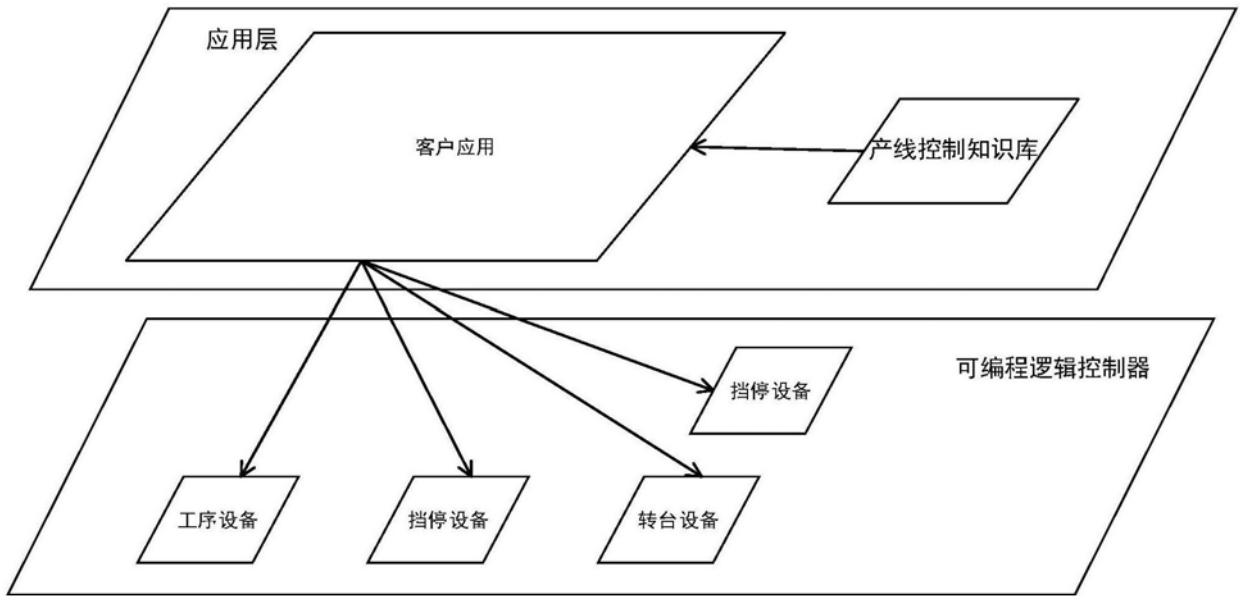 应用层
客户应用
产线控制知识库
可编程逻辑控制器
挡停设备
工序设备
挡停设备
转台设备